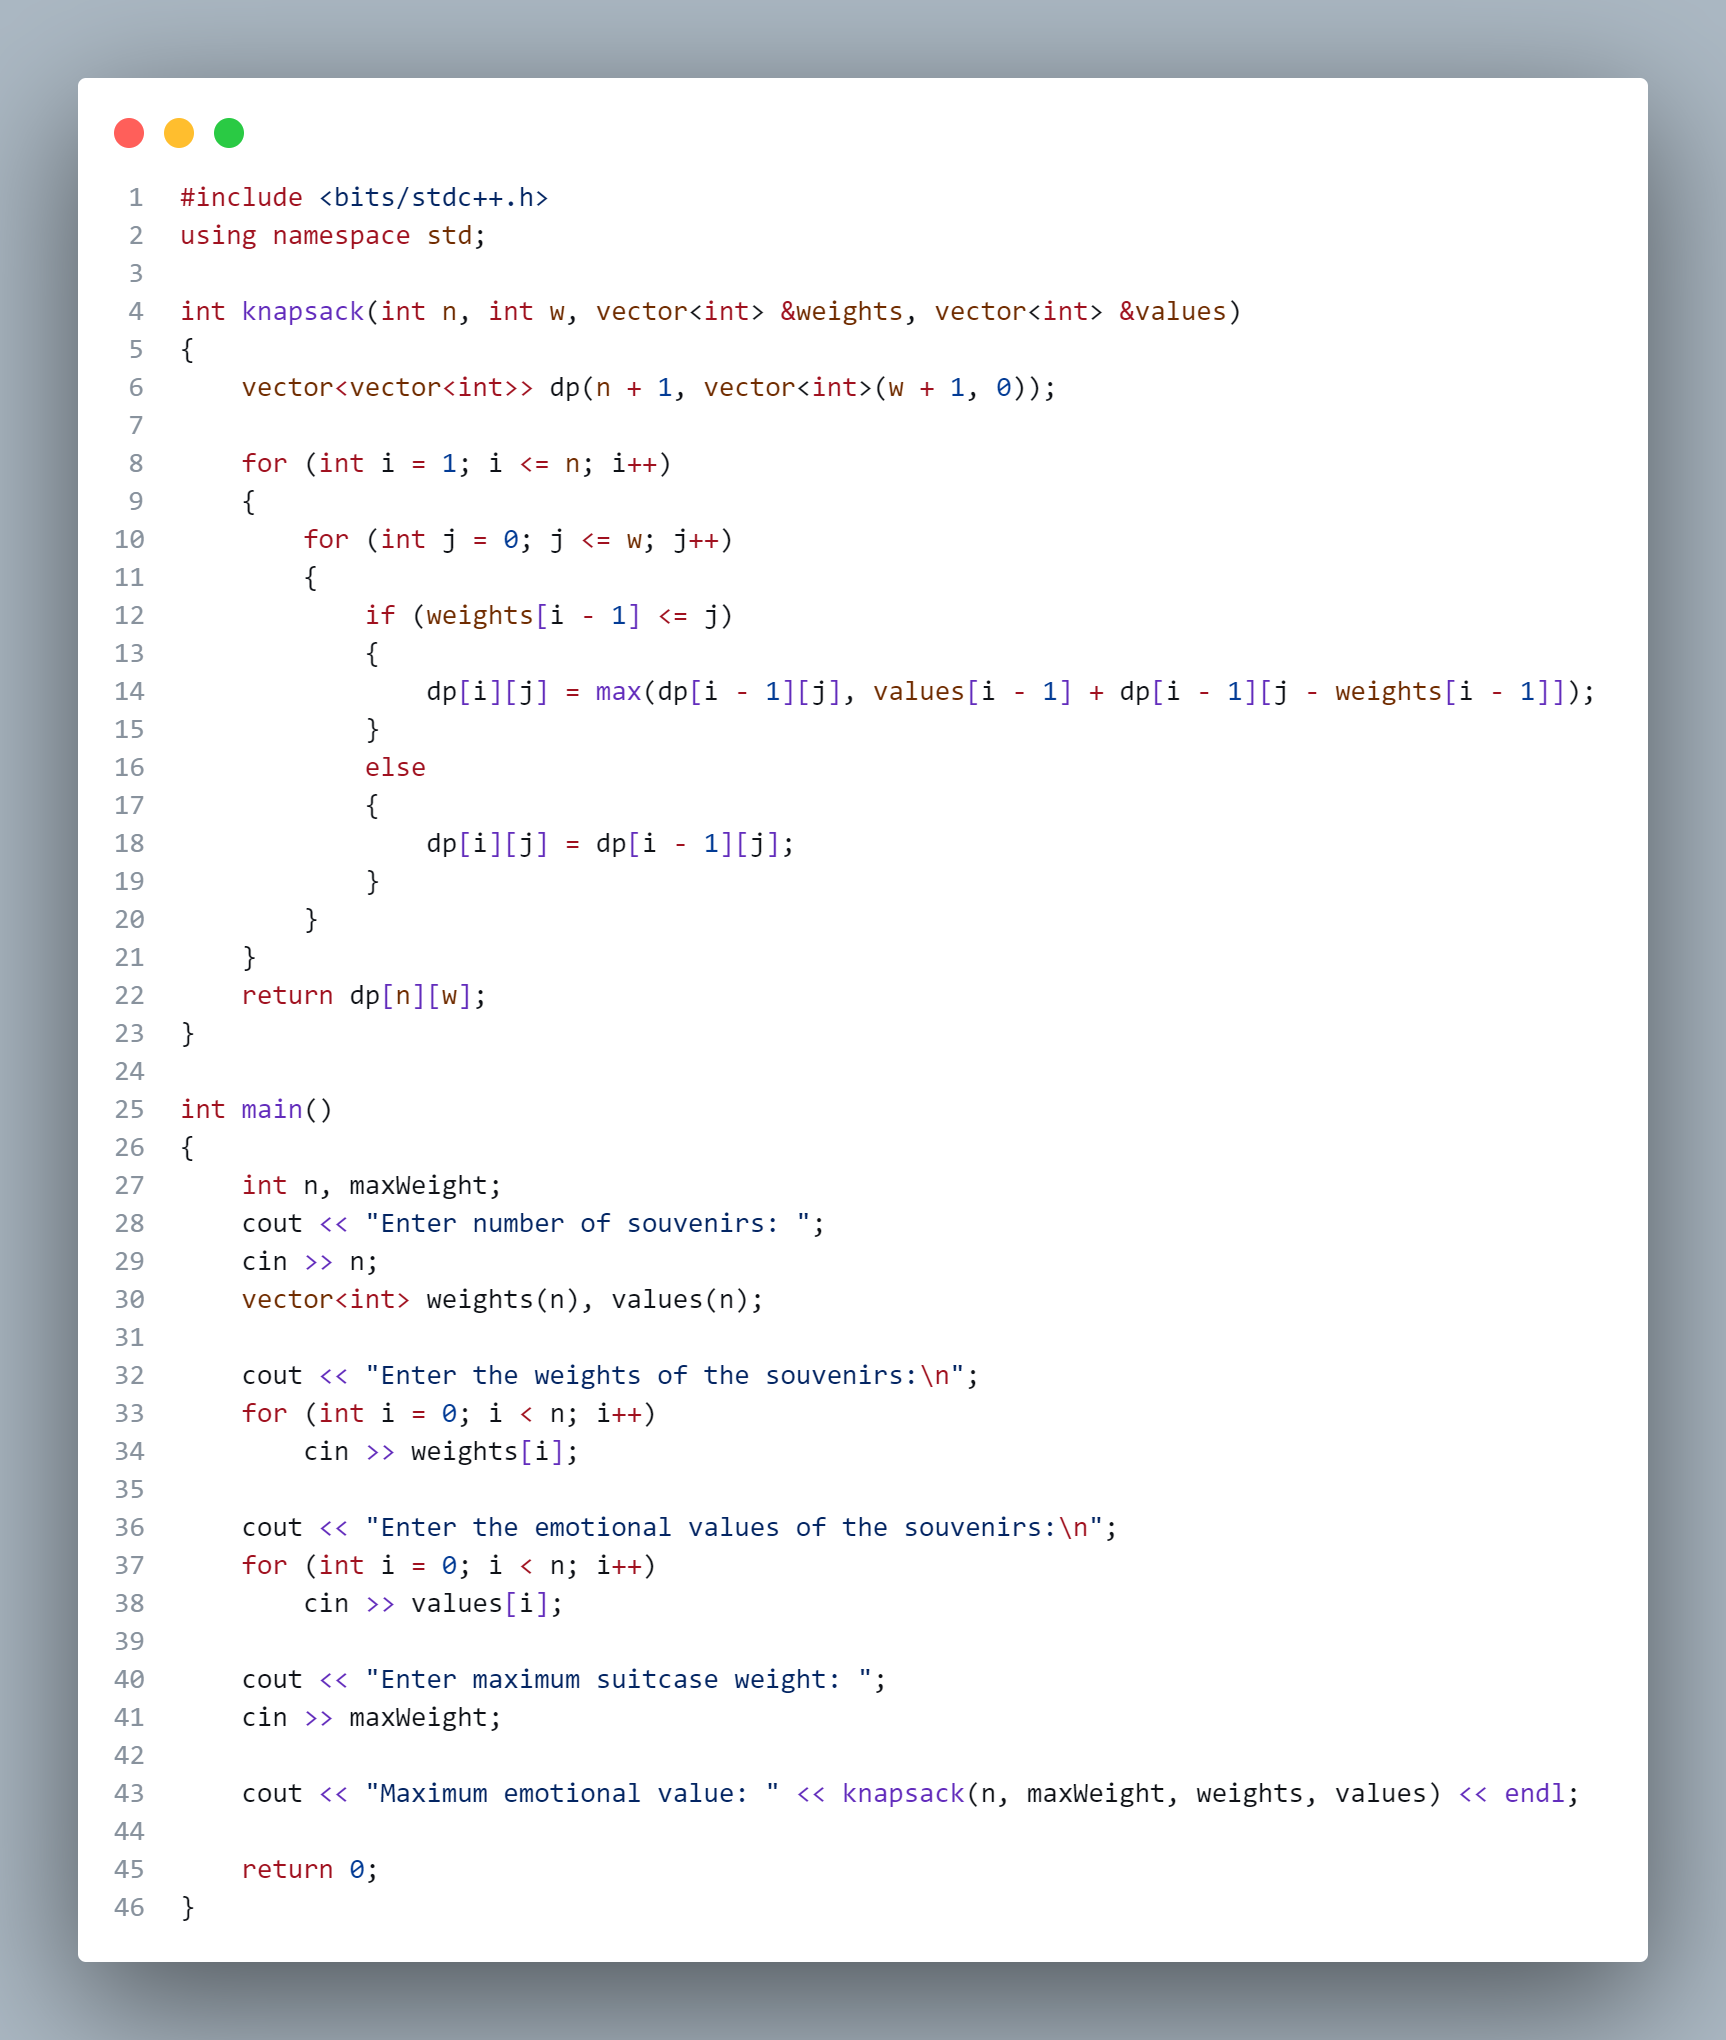 1 #include <bits/stdc++.h>
2 using namespace std;
3
4 int knapsack(int n, int w, vector<int> &weights, vector<int> &values)
5 {
6     vector<vector<int>> dp(n + 1, vector<int>(w + 1, 0));
7
8     for (int i = 1; i <= n; i++)
9     {
10         for (int j = 0; j <= w; j++)
11         {
12             if (weights[i - 1] <= j)
13             {
14                 dp[i][j] = max(dp[i - 1][j], values[i - 1] + dp[i - 1][j - weights[i - 1]]);
15             }
16             else
17             {
18                 dp[i][j] = dp[i - 1][j];
19             }
20         }
21     }
22     return dp[n][w];
23 }
24
25 int main()
26 {
27     int n, maxWeight;
28     cout << "Enter number of souvenirs: ";
29     cin >> n;
30     vector<int> weights(n), values(n);
31
32     cout << "Enter the weights of the souvenirs:\n";
33     for (int i = 0; i < n; i++)
34         cin >> weights[i];
35
36     cout << "Enter the emotional values of the souvenirs:\n";
37     for (int i = 0; i < n; i++)
38         cin >> values[i];
39
40     cout << "Enter maximum suitcase weight: ";
41     cin >> maxWeight;
42
43     cout << "Maximum emotional value: " << knapsack(n, maxWeight, weights, values) << endl;
44
45     return 0;
46 }